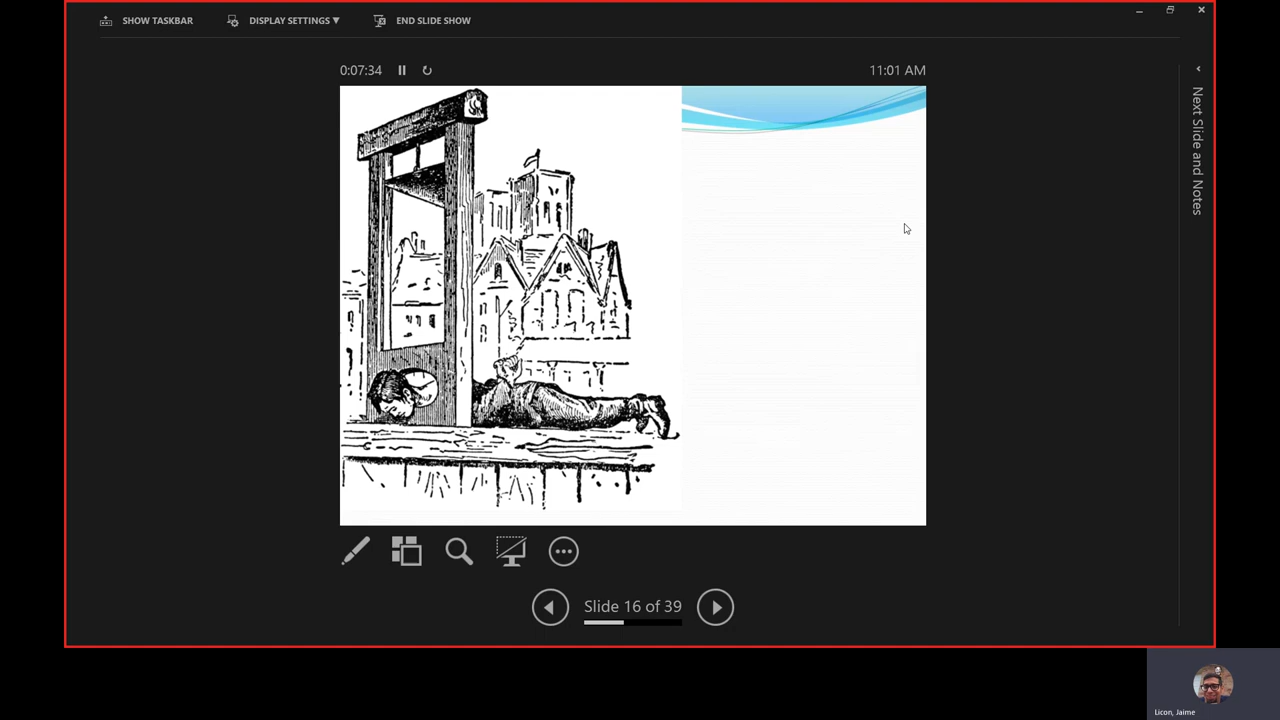 SHOW TASKBAR
DISPLAY SETTINGS ▼
END SLIDE SHOW
0:07:34
11:01 AM
Next Slide and Notes
Slide 16 of 39
Licon, Jaime